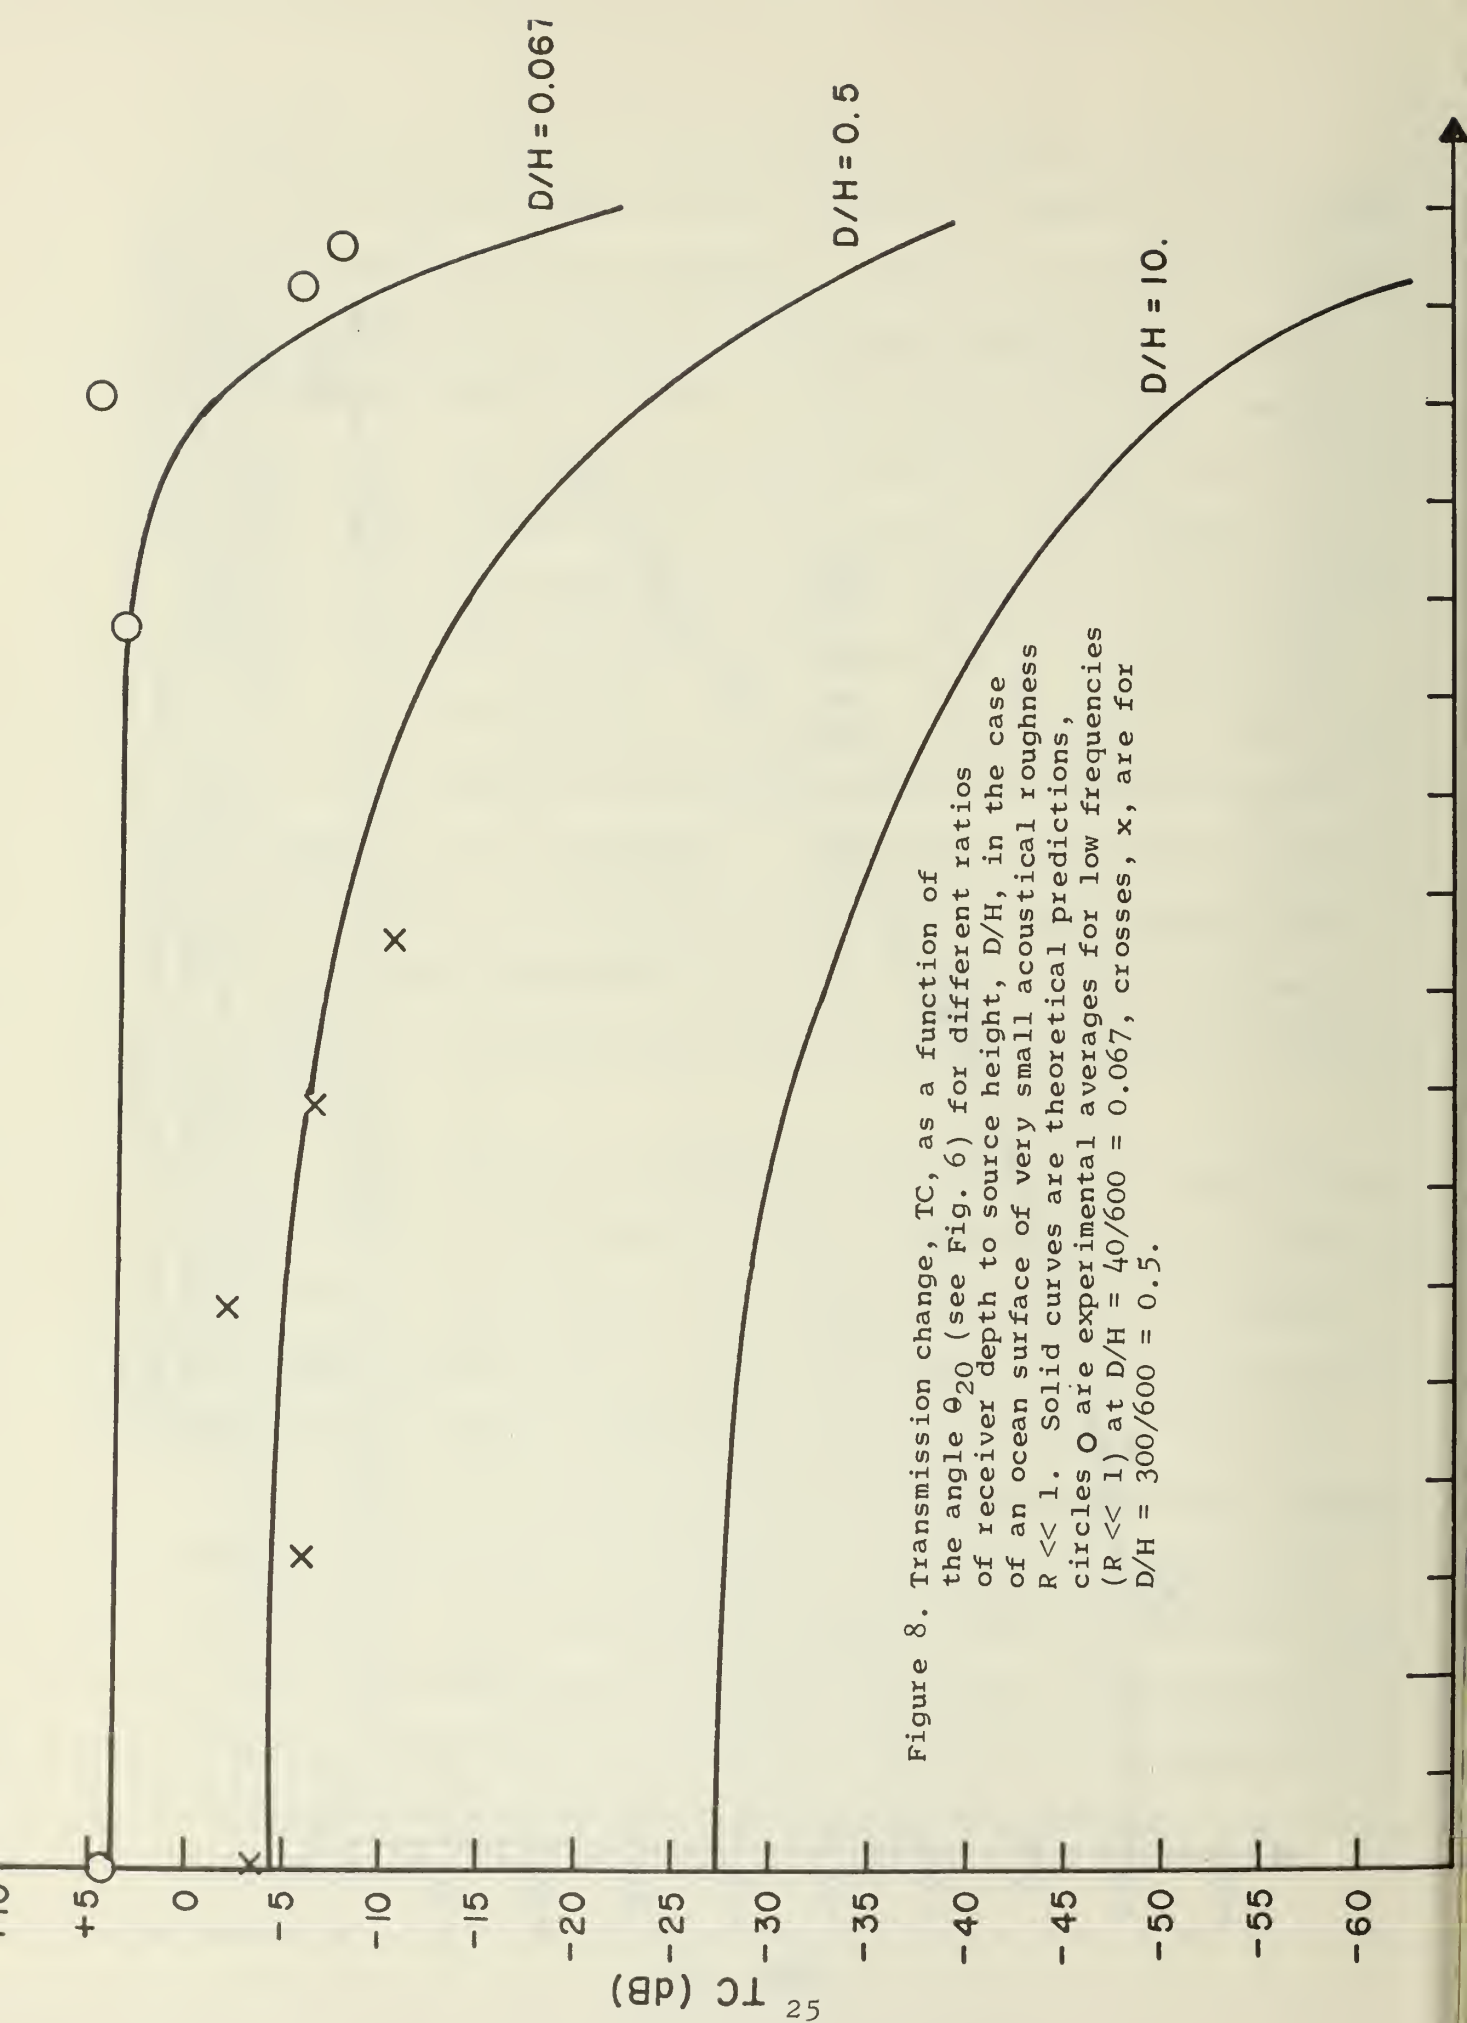 +5
0
-5
-10
-15
-20
-25
-30
-35
-40
-45
-50
-55
-60
TC (dB)
D/H = 0.067
D/H = 0.5
D/H = 10.
Figure 8. Transmission change, TC, as a function of
the angle θ20 (see Fig. 6) for different ratios
of receiver depth to source height, D/H, in the case
of an ocean surface of very small acoustical roughness
R << 1. Solid curves are theoretical predictions,
circles O are experimental averages for low frequencies
(R << 1) at D/H = 40/600 = 0.067, crosses, x, are for
D/H = 300/600 = 0.5.
25